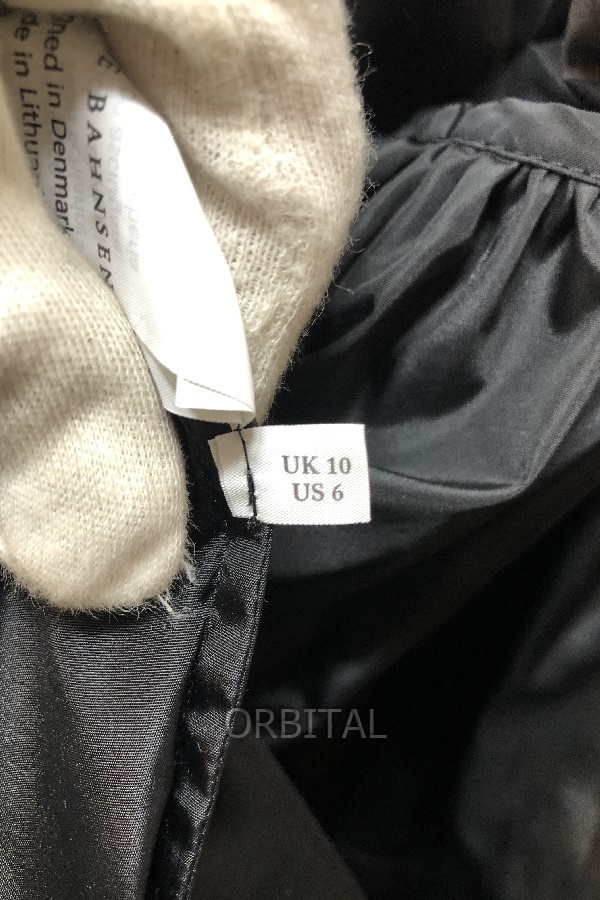 hed in Denmark
de in Lithua
BAHNSEN
UK 10
US 6
ORBITAL